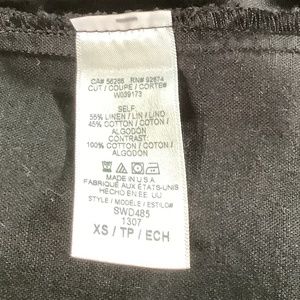 CA# 56266 RN# 92674
CUT / COUPE / CORTE#
W039173
SELF:
55% LINEN / LIN / LINO
45% COTTON / COTON /
ALGODON
CONTRAST:
100% COTTON / COTON /
ALGODON
MADE IN U.S.A.
FABRIQUÉ AUX ÉTATS-UNIS
HECHO EN EE.UU
STYLE / MODÈLE / ESTILO#
SWD485
1307
XS / TP / ECH